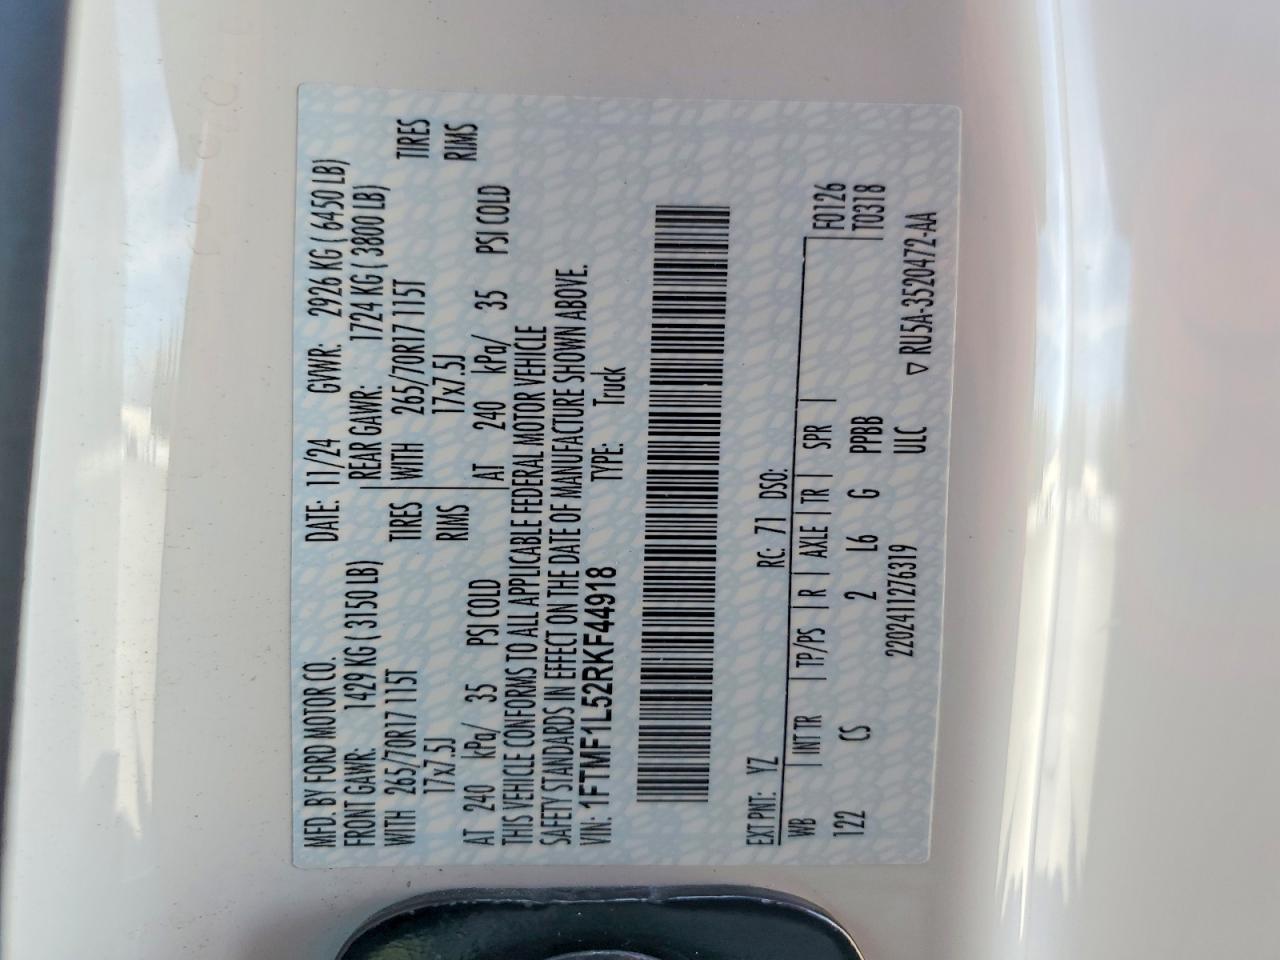 MFD. BY FORD MOTOR CO. DATE: 11/24 GVWR: 2926 KG ( 6450 LB)
FRONT GAWR: 1429 KG ( 3150 LB) REAR GAWR: 1724 KG ( 3800 LB)
WITH 265/70R17 115T TIRES WITH 265/70R17 115T TIRES
17x7.5J RIMS 17x7.5J RIMS
AT 240 kPa/ 35 PSI COLD AT 240 kPa/ 35 PSI COLD
THIS VEHICLE CONFORMS TO ALL APPLICABLE FEDERAL MOTOR VEHICLE
SAFETY STANDARDS IN EFFECT ON THE DATE OF MANUFACTURE SHOWN ABOVE.
VIN: 1FTMF1L52RKF44918 TYPE: Truck
EXT PNT: YZ RC: 71 DSO:
WB | INT TR | TP/PS | R | AXLE | TR | SPR | F0126
122 CS 2 L6 G PPBB T0318
2202411276319 ULC ▽ RU5A-3520472-AA